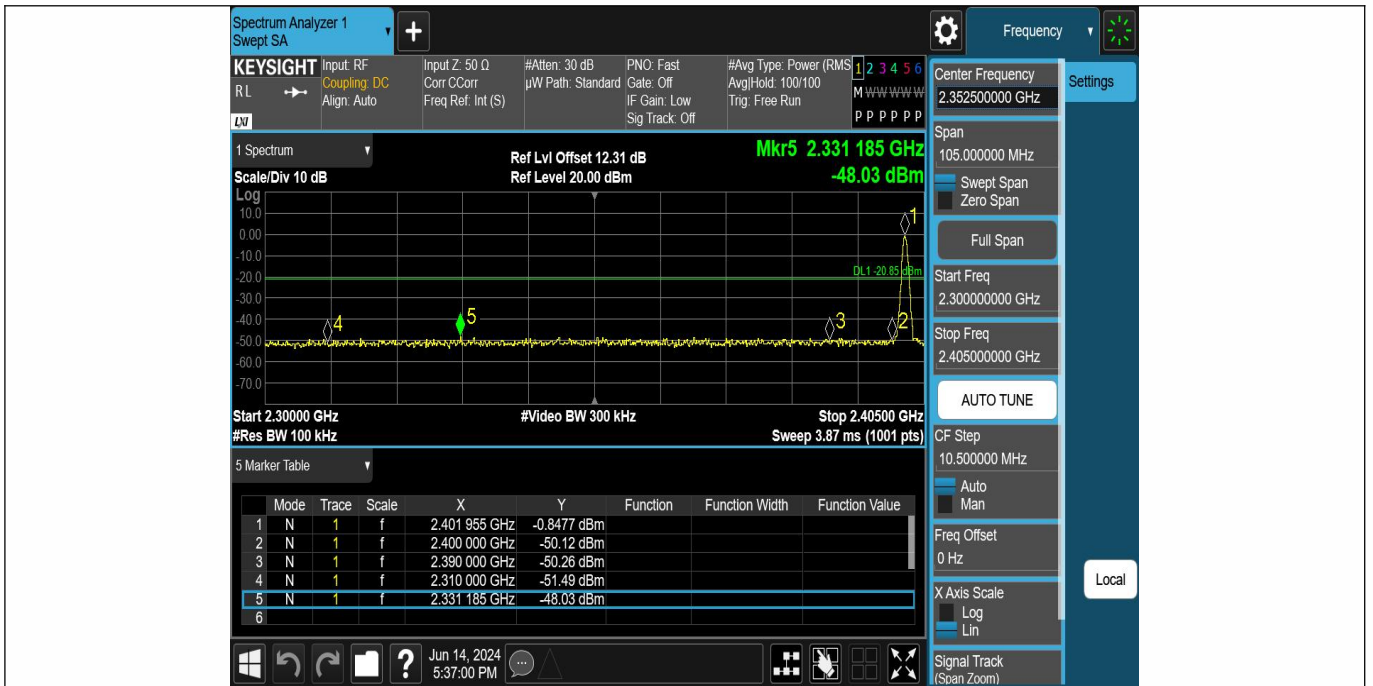 Spectrum Analyzer 1
Swept SA
+
Frequency
KEYSIGHT
RL
LXI
Input: RF
Coupling: DC
Align: Auto
Input Z: 50 Ω
Corr CCorr
Freq Ref: Int (S)
#Atten: 30 dB
µW Path: Standard
PNO: Fast
Gate: Off
IF Gain: Low
Sig Track: Off
#Avg Type: Power (RMS
Avg|Hold: 100/100
Trig: Free Run
1 2 3 4 5 6
M W W W W W
P P P P P P
1 Spectrum
Scale/Div 10 dB
Ref Lvl Offset 12.31 dB
Ref Level 20.00 dBm
Mkr5 2.331 185 GHz
-48.03 dBm
Log
10.0
0.00
-10.0
-20.0
-30.0
-40.0
-50.0
-60.0
-70.0
1
DL1 -20.85 dBm
4
5
3
2
Start 2.30000 GHz
#Video BW 300 kHz
Stop 2.40500 GHz
#Res BW 100 kHz
Sweep 3.87 ms (1001 pts)
5 Marker Table
Mode Trace Scale X Y Function Function Width Function Value
1 N 1 f 2.401 955 GHz -0.8477 dBm
2 N 1 f 2.400 000 GHz -50.12 dBm
3 N 1 f 2.390 000 GHz -50.26 dBm
4 N 1 f 2.310 000 GHz -51.49 dBm
5 N 1 f 2.331 185 GHz -48.03 dBm
6
Jun 14, 2024
5:37:00 PM
?
Center Frequency
2.352500000 GHz
Settings
Span
105.000000 MHz
Swept Span
Zero Span
Full Span
Start Freq
2.300000000 GHz
Stop Freq
2.405000000 GHz
AUTO TUNE
CF Step
10.500000 MHz
Auto
Man
Freq Offset
0 Hz
Local
X Axis Scale
Log
Lin
Signal Track
(Span Zoom)